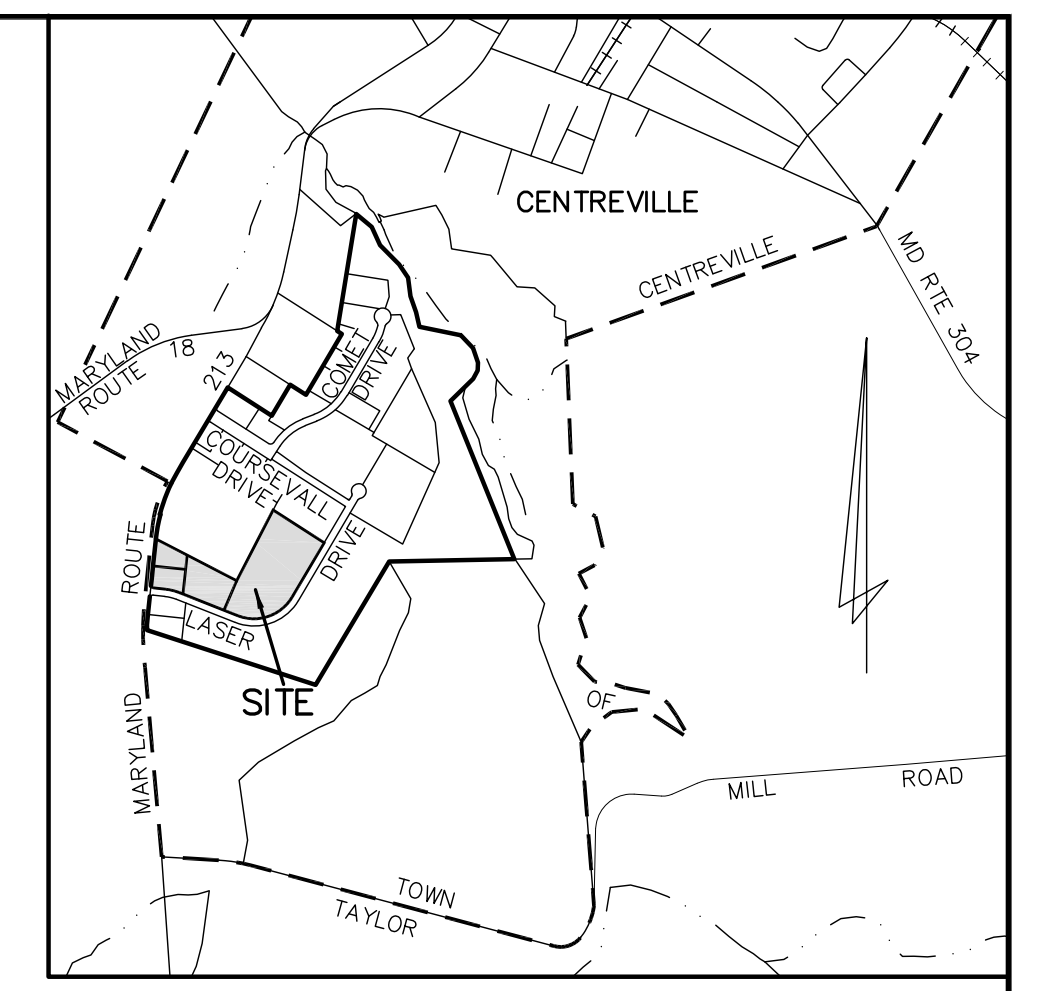 CENTREVILLE
CENTREVILLE
MD RTE 304
MARYLAND
ROUTE
18
213
COMET
DRIVE
COURSEVALL
DRIVE
DRIVE
LASER
ROUTE
SITE
MARYLAND
OF
MILL
ROAD
TOWN
TAYLOR